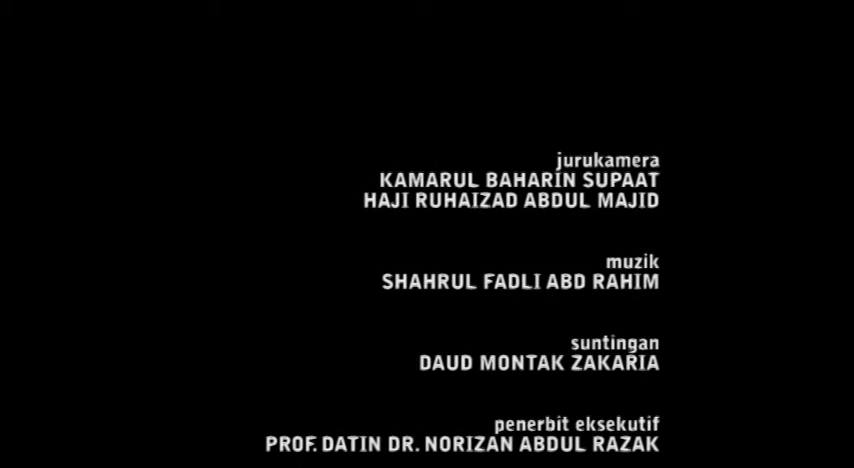 jurukamera
KAMARUL BAHARIN SUPAAT
HAJI RUHAIZAD ABDUL MAJID
muzik
SHAHRUL FADLI ABD RAHIM
suntingan
DAUD MONTAK ZAKARIA
penerbit eksekutif
PROF. DATIN DR. NORIZAN ABDUL RAZAK